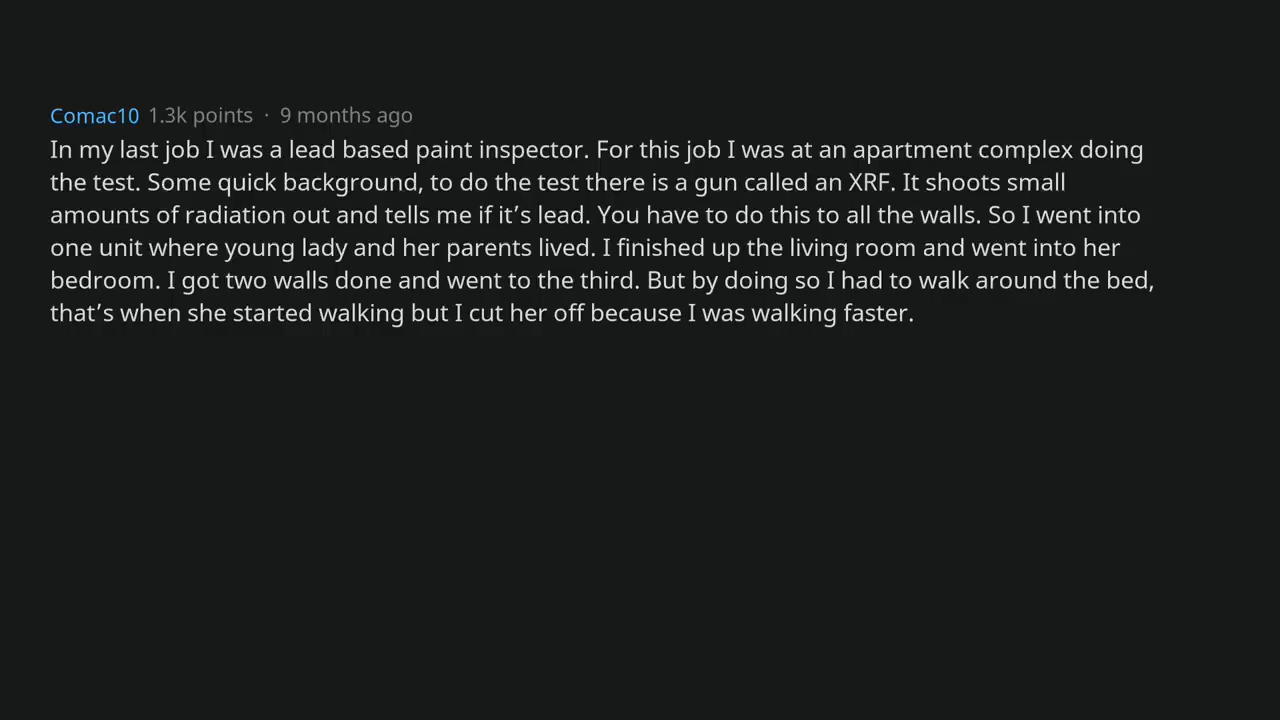 Comac10 1.3k points · 9 months ago
In my last job I was a lead based paint inspector. For this job I was at an apartment complex doing
the test. Some quick background, to do the test there is a gun called an XRF. It shoots small
amounts of radiation out and tells me if it’s lead. You have to do this to all the walls. So I went into
one unit where young lady and her parents lived. I finished up the living room and went into her
bedroom. I got two walls done and went to the third. But by doing so I had to walk around the bed,
that’s when she started walking but I cut her off because I was walking faster.